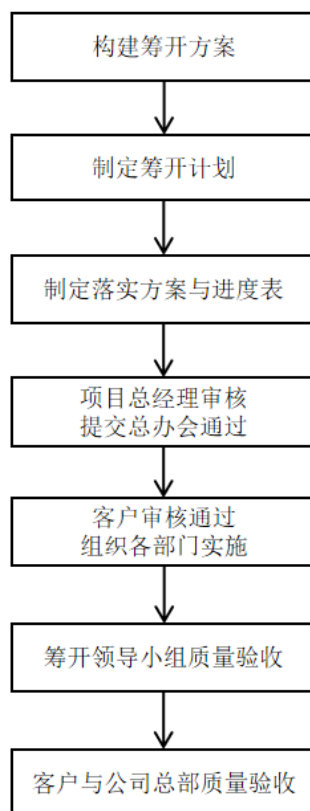 构建筹开方案
制定筹开计划
制定落实方案与进度表
项目总经理审核
提交总办会通过
客户审核通过
组织各部门实施
筹开领导小组质量验收
客户与公司总部质量验收